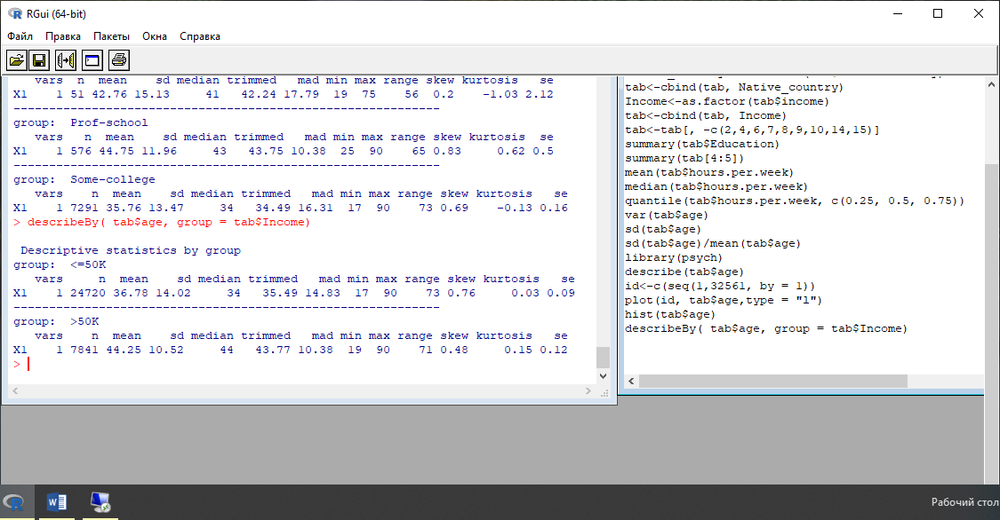 RGui (64-bit)
Файл Правка Пакеты Окна Справка
vars n mean sd median trimmed mad min max range skew kurtosis se
X1 1 51 42.76 15.13 41 42.24 17.79 19 75 56 0.2 -1.03 2.12
------------------------------------------------------------
group: Prof-school
vars n mean sd median trimmed mad min max range skew kurtosis se
X1 1 576 44.75 11.96 43 43.75 10.38 25 90 65 0.83 0.62 0.5
------------------------------------------------------------
group: Some-college
vars n mean sd median trimmed mad min max range skew kurtosis se
X1 1 7291 35.76 13.47 34 34.49 16.31 17 90 73 0.69 -0.13 0.16
> describeBy( tab$age, group = tab$Income)
Descriptive statistics by group
group: <=50K
vars n mean sd median trimmed mad min max range skew kurtosis se
X1 1 24720 36.78 14.02 34 35.49 14.83 17 90 73 0.76 0.03 0.09
------------------------------------------------------------
group: >50K
vars n mean sd median trimmed mad min max range skew kurtosis se
X1 1 7841 44.25 10.52 44 43.77 10.38 19 90 71 0.48 0.15 0.12
>
tab<-cbind(tab, Native_country)
Income<-as.factor(tab$income)
tab<-cbind(tab, Income)
tab<-tab[, -c(2,4,6,7,8,9,10,14,15)]
summary(tab$Education)
summary(tab[4:5])
mean(tab$hours.per.week)
median(tab$hours.per.week)
quantile(tab$hours.per.week, c(0.25, 0.5, 0.75))
var(tab$age)
sd(tab$age)
sd(tab$age)/mean(tab$age)
library(psych)
describe(tab$age)
id<-c(seq(1,32561, by = 1))
plot(id, tab$age,type = "l")
hist(tab$age)
describeBy( tab$age, group = tab$Income)
Рабочий стол